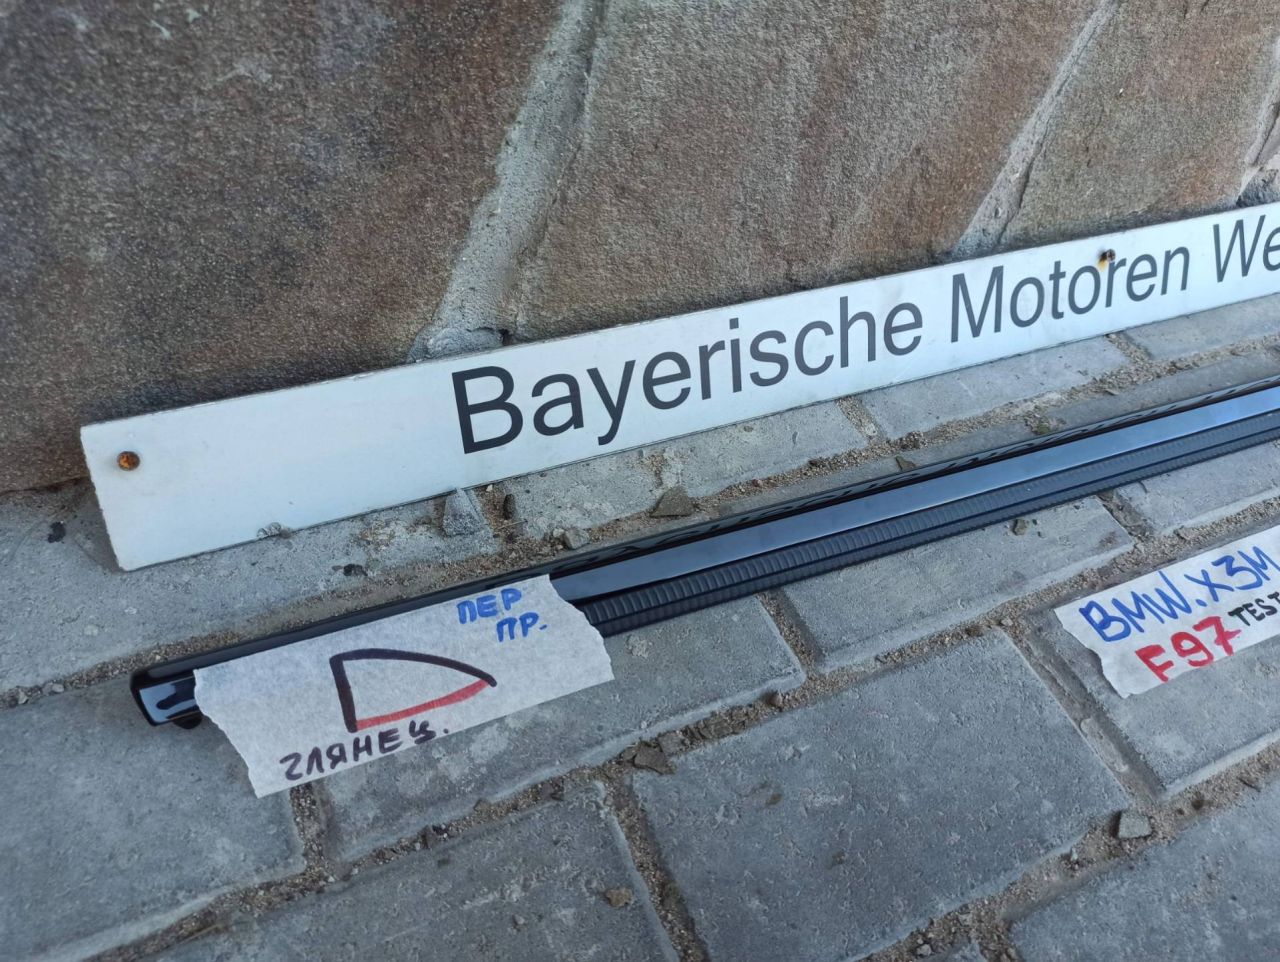 Bayerische Motoren We
ПЕР
ПР.
ГЛЯНЕЦ.
BMW.X3M
F97 TEST